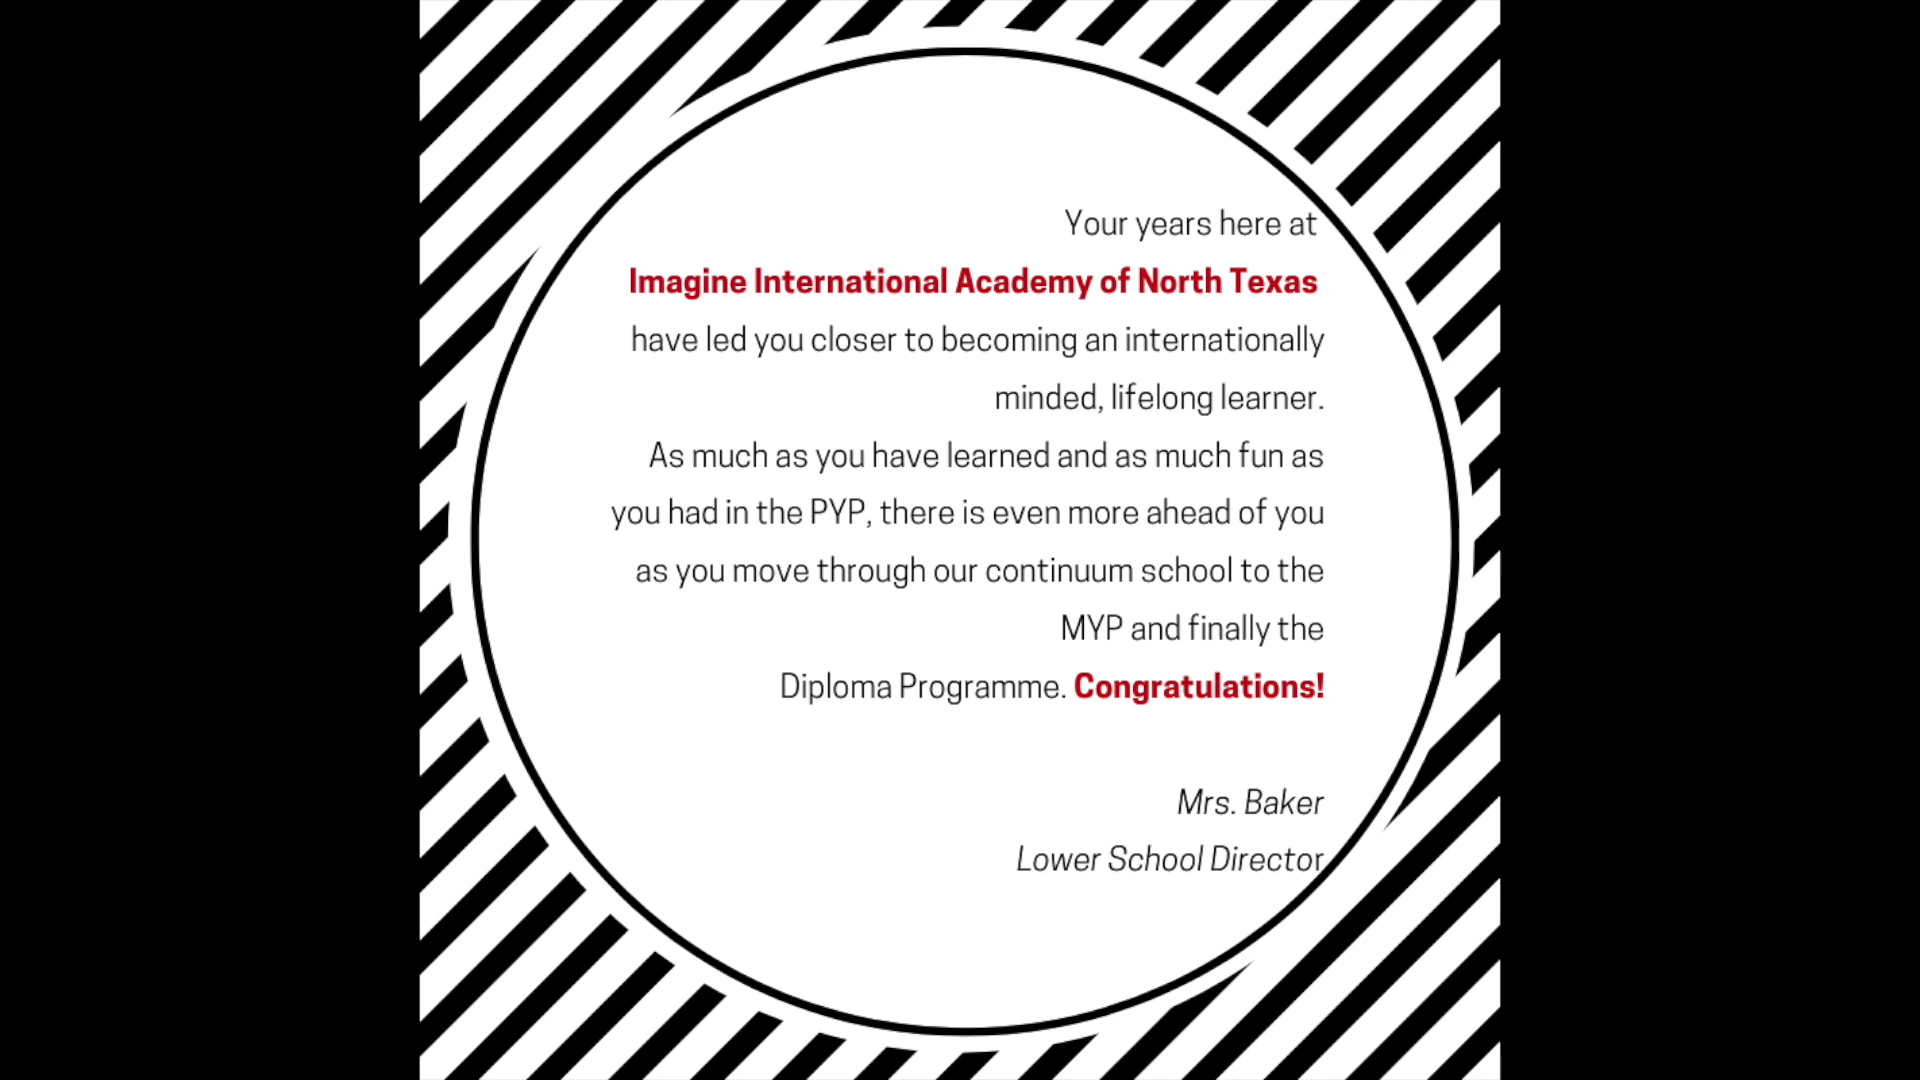 Your years here at
Imagine International Academy of North Texas
have led you closer to becoming an internationally
minded, lifelong learner.
As much as you have learned and as much fun as
you had in the PYP, there is even more ahead of you
as you move through our continuum school to the
MYP and finally the
Diploma Programme. Congratulations!
Mrs. Baker
Lower School Director